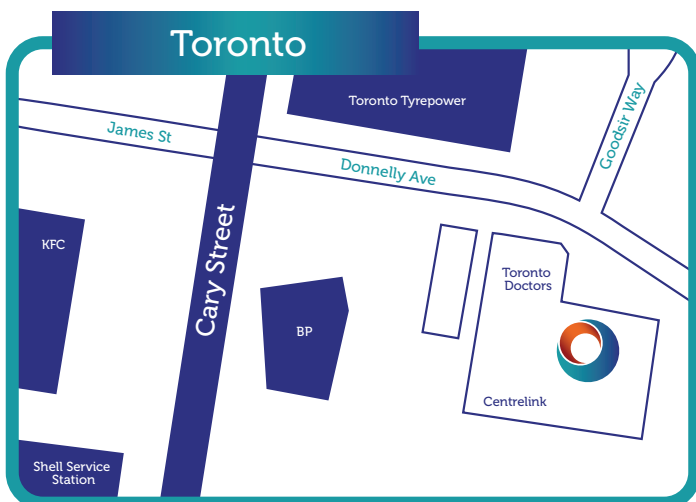 Toronto
Toronto Tyrepower
Goodsir Way
James St
Donnelly Ave
KFC
Cary Street
Toronto
Doctors
BP
Centrelink
Shell Service
Station